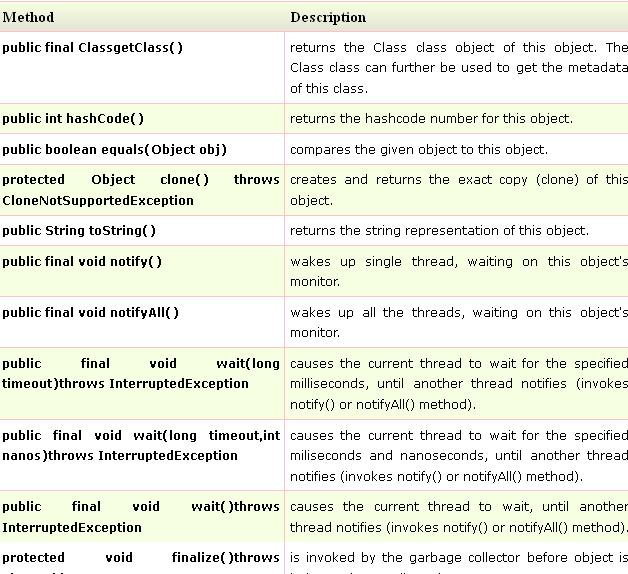 Method Description
public final ClassgetClass() returns the Class class object of this object. The
Class class can further be used to get the metadata
of this class.
public int hashCode() returns the hashcode number for this object.
public boolean equals(Object obj) compares the given object to this object.
protected Object clone() throws creates and returns the exact copy (clone) of this
CloneNotSupportedException object.
public String toString() returns the string representation of this object.
public final void notify() wakes up single thread, waiting on this object's
monitor.
public final void notifyAll() wakes up all the threads, waiting on this object's
monitor.
public final void wait(long causes the current thread to wait for the specified
timeout)throws InterruptedException milliseconds, until another thread notifies (invokes
notify() or notifyAll() method).
public final void wait(long timeout,int causes the current thread to wait for the specified
nanos)throws InterruptedException miliseconds and nanoseconds, until another thread
notifies (invokes notify() or notifyAll() method).
public final void wait()throws causes the current thread to wait, until another
InterruptedException thread notifies (invokes notify() or notifyAll() method).
protected void finalize()throws is invoked by the garbage collector before object is